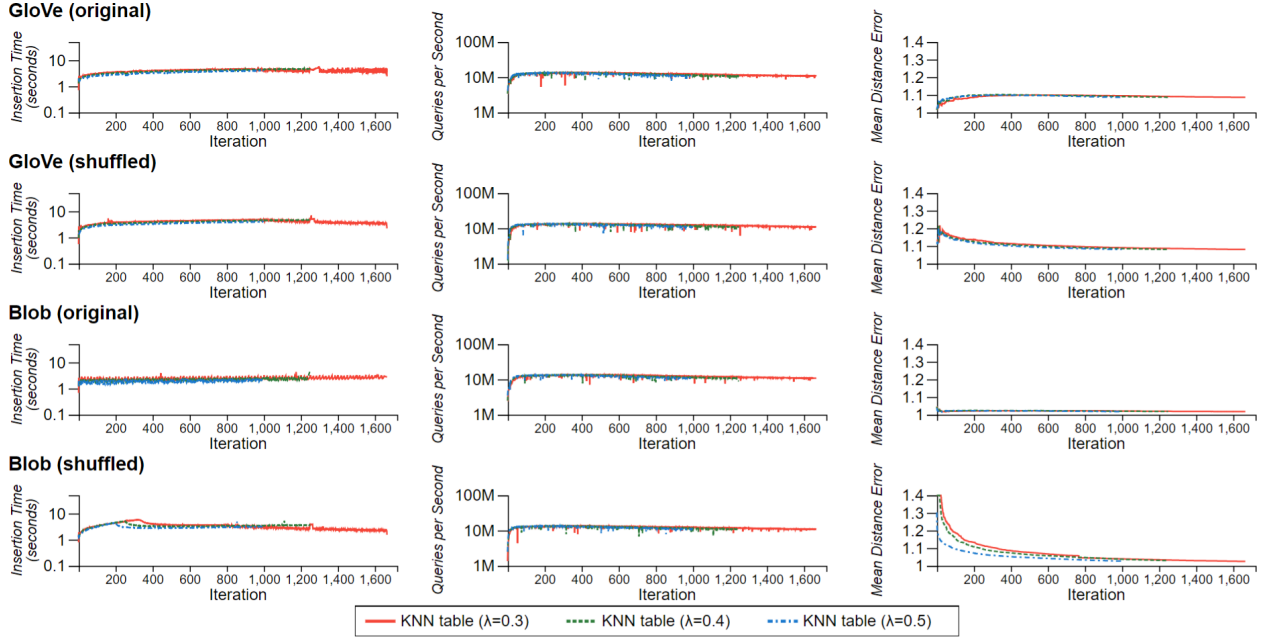 GloVe (original)
Insertion Time
(seconds)
10
1
0.1
200 400 600 800 1,000 1,200 1,400 1,600
Iteration
Queries per Second
100M
10M
1M
200 400 600 800 1,000 1,200 1,400 1,600
Iteration
Mean Distance Error
1.4
1.3
1.2
1.1
1
200 400 600 800 1,000 1,200 1,400 1,600
Iteration
GloVe (shuffled)
Insertion Time
(seconds)
10
1
0.1
200 400 600 800 1,000 1,200 1,400 1,600
Iteration
Queries per Second
100M
10M
1M
200 400 600 800 1,000 1,200 1,400 1,600
Iteration
Mean Distance Error
1.4
1.3
1.2
1.1
1
200 400 600 800 1,000 1,200 1,400 1,600
Iteration
Blob (original)
Insertion Time
(seconds)
10
1
0.1
200 400 600 800 1,000 1,200 1,400 1,600
Iteration
Queries per Second
100M
10M
1M
200 400 600 800 1,000 1,200 1,400 1,600
Iteration
Mean Distance Error
1.4
1.3
1.2
1.1
1
200 400 600 800 1,000 1,200 1,400 1,600
Iteration
Blob (shuffled)
Insertion Time
(seconds)
10
1
0.1
200 400 600 800 1,000 1,200 1,400 1,600
Iteration
Queries per Second
100M
10M
1M
200 400 600 800 1,000 1,200 1,400 1,600
Iteration
Mean Distance Error
1.4
1.3
1.2
1.1
1
200 400 600 800 1,000 1,200 1,400 1,600
Iteration
KNN table (λ=0.3) KNN table (λ=0.4) KNN table (λ=0.5)